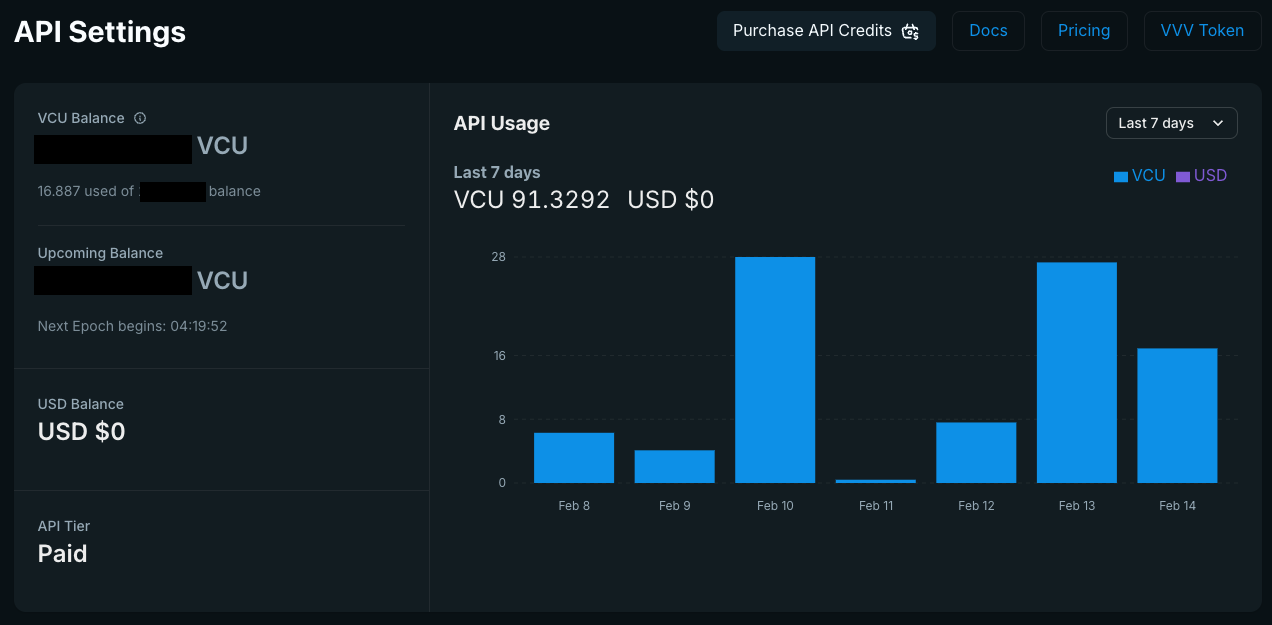 API Settings
Purchase API Credits
Docs
Pricing
VVV Token
VCU Balance
VCU
16.887 used of balance
Upcoming Balance
VCU
Next Epoch begins: 04:19:52
USD Balance
USD $0
API Tier
Paid
API Usage
Last 7 days
Last 7 days
VCU 91.3292 USD $0
VCU USD
28
16
8
0
Feb 8 Feb 9 Feb 10 Feb 11 Feb 12 Feb 13 Feb 14